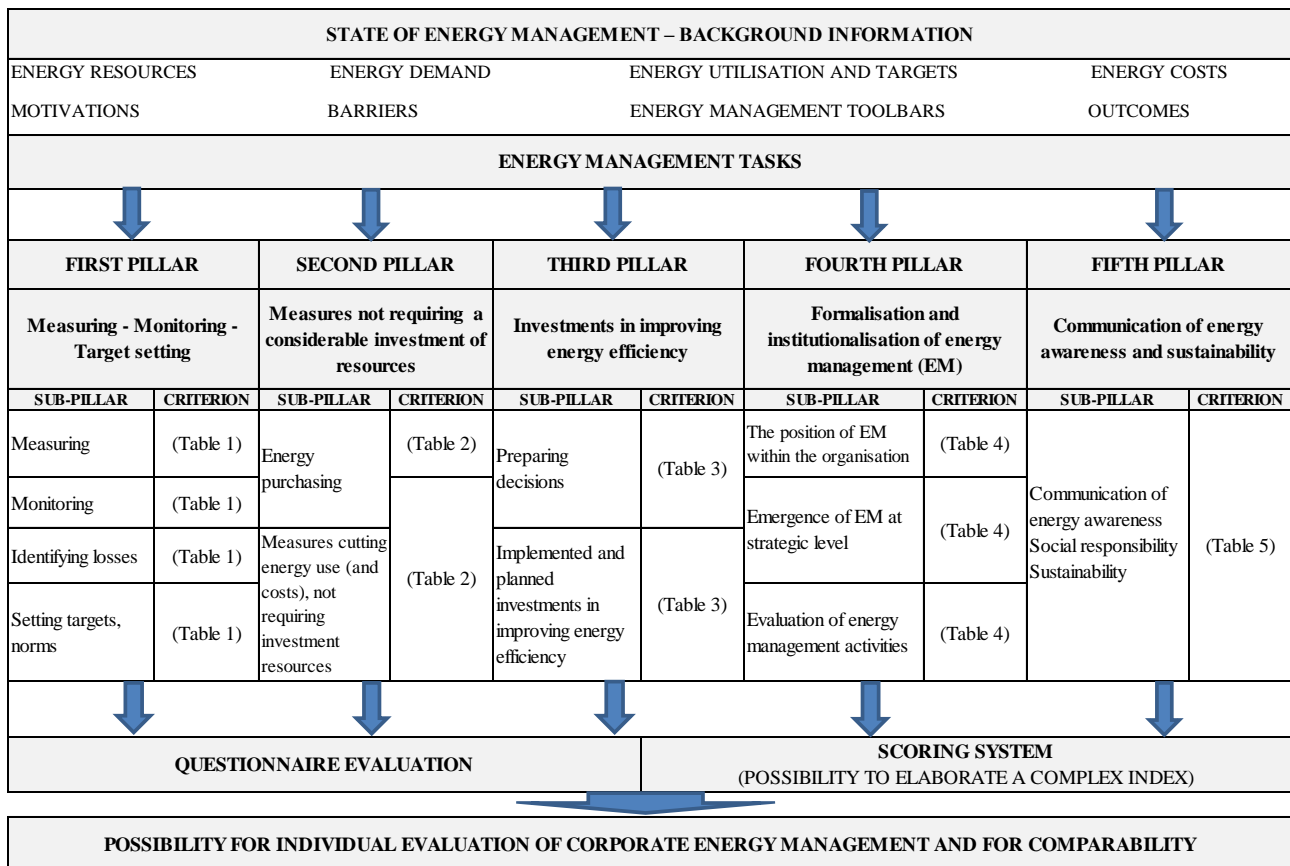 STATE OF ENERGY MANAGEMENT – BACKGROUND INFORMATION
ENERGY RESOURCES ENERGY DEMAND ENERGY UTILISATION AND TARGETS ENERGY COSTS
MOTIVATIONS BARRIERS ENERGY MANAGEMENT TOOLBARS OUTCOMES
ENERGY MANAGEMENT TASKS
FIRST PILLAR
SECOND PILLAR
THIRD PILLAR
FOURTH PILLAR
FIFTH PILLAR
Measuring - Monitoring -
Target setting
Measures not requiring a
considerable investment of
resources
Investments in improving
energy efficiency
Formalisation and
institutionalisation of energy
management (EM)
Communication of energy
awareness and sustainability
SUB-PILLAR CRITERION SUB-PILLAR CRITERION SUB-PILLAR CRITERION SUB-PILLAR CRITERION SUB-PILLAR CRITERION
Measuring
(Table 1)
Monitoring
(Table 1)
Identifying losses
(Table 1)
Setting targets,
norms
(Table 1)
Energy
purchasing
(Table 2)
Measures cutting
energy use (and
costs), not
requiring
investment
resources
(Table 2)
Preparing
decisions
(Table 3)
Implemented and
planned
investments in
improving energy
efficiency
(Table 3)
The position of EM
within the organisation
(Table 4)
Emergence of EM at
strategic level
(Table 4)
Evaluation of energy
management activities
(Table 4)
Communication of
energy awareness
Social responsibility
Sustainability
(Table 5)
QUESTIONNAIRE EVALUATION
SCORING SYSTEM
(POSSIBILITY TO ELABORATE A COMPLEX INDEX)
POSSIBILITY FOR INDIVIDUAL EVALUATION OF CORPORATE ENERGY MANAGEMENT AND FOR COMPARABILITY